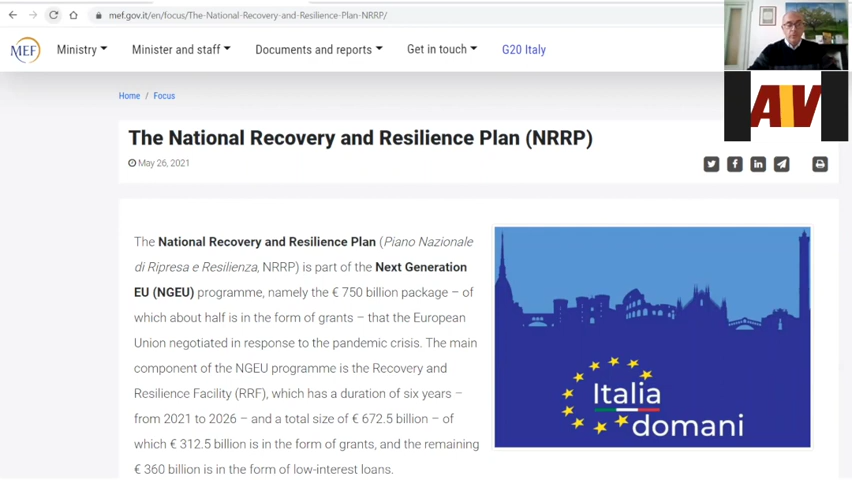 mef.gov.it/en/focus/The-National-Recovery-and-Resilience-Plan-NRRP/
MEF
Ministry
Minister and staff
Documents and reports
Get in touch
G20 Italy
AIV
Home / Focus
The National Recovery and Resilience Plan (NRRP)
May 26, 2021
The National Recovery and Resilience Plan (Piano Nazionale
di Ripresa e Resilienza, NRRP) is part of the Next Generation
EU (NGEU) programme, namely the € 750 billion package – of
which about half is in the form of grants – that the European
Union negotiated in response to the pandemic crisis. The main
component of the NGEU programme is the Recovery and
Resilience Facility (RRF), which has a duration of six years –
from 2021 to 2026 – and a total size of € 672.5 billion – of
which € 312.5 billion is in the form of grants, and the remaining
€ 360 billion is in the form of low-interest loans.
Italia
domani